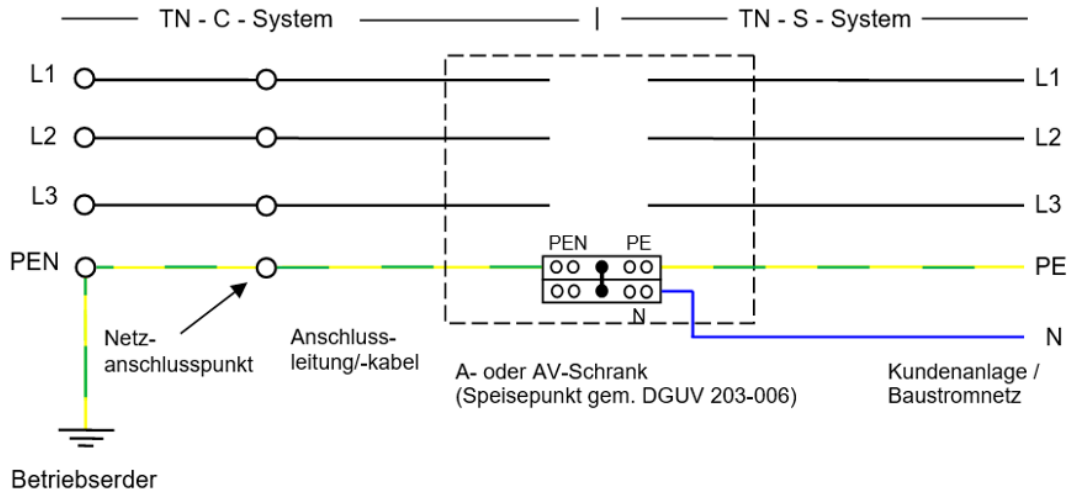 TN - C - System | TN - S - System
L1 L1
L2 L2
L3 L3
PEN PE
PEN PE
N
N
Netz-
anschlusspunkt
Anschluss-
leitung/-kabel
A- oder AV-Schrank
(Speisepunkt gem. DGUV 203-006)
Kundenanlage /
Baustromnetz
Betriebserder